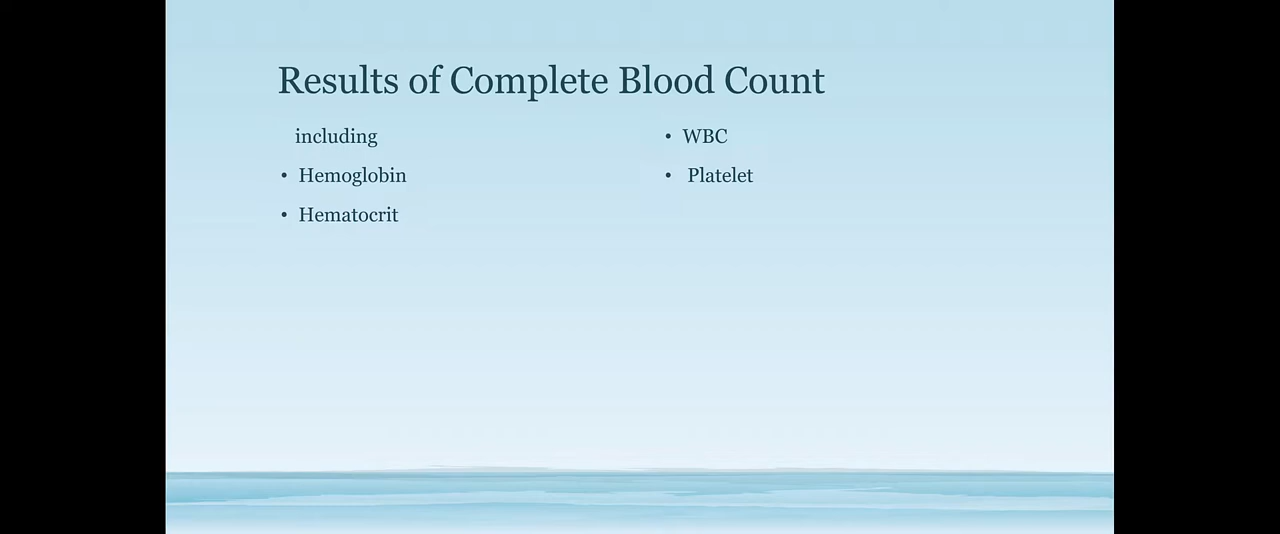 Results of Complete Blood Count
including
• Hemoglobin
• Hematocrit
• WBC
• Platelet